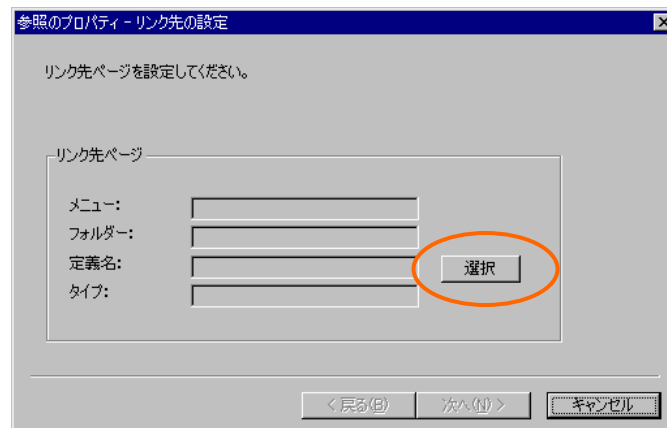 参照のプロパティ - リンク先の設定
リンク先ページを設定してください。
リンク先ページ
メニュー:
フォルダー:
定義名:
選択
タイプ:
< 戻る(B)
次へ(N) >
キャンセル